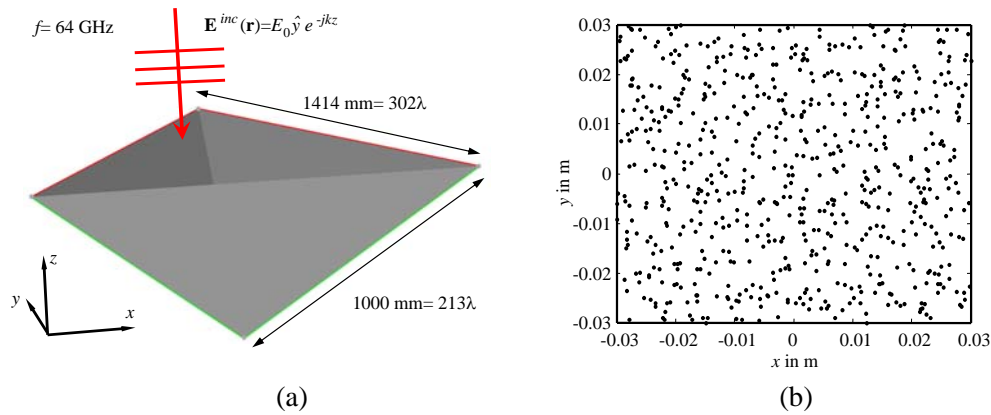 f= 64 GHz
E^inc(r)=E_0 ŷ e^-jkz
1414 mm= 302λ
1000 mm= 213λ
z
y
x
(a)
0.03
0.02
0.01
0
-0.01
-0.02
-0.03
y in m
-0.03 -0.02 -0.01 0 0.01 0.02 0.03
x in m
(b)